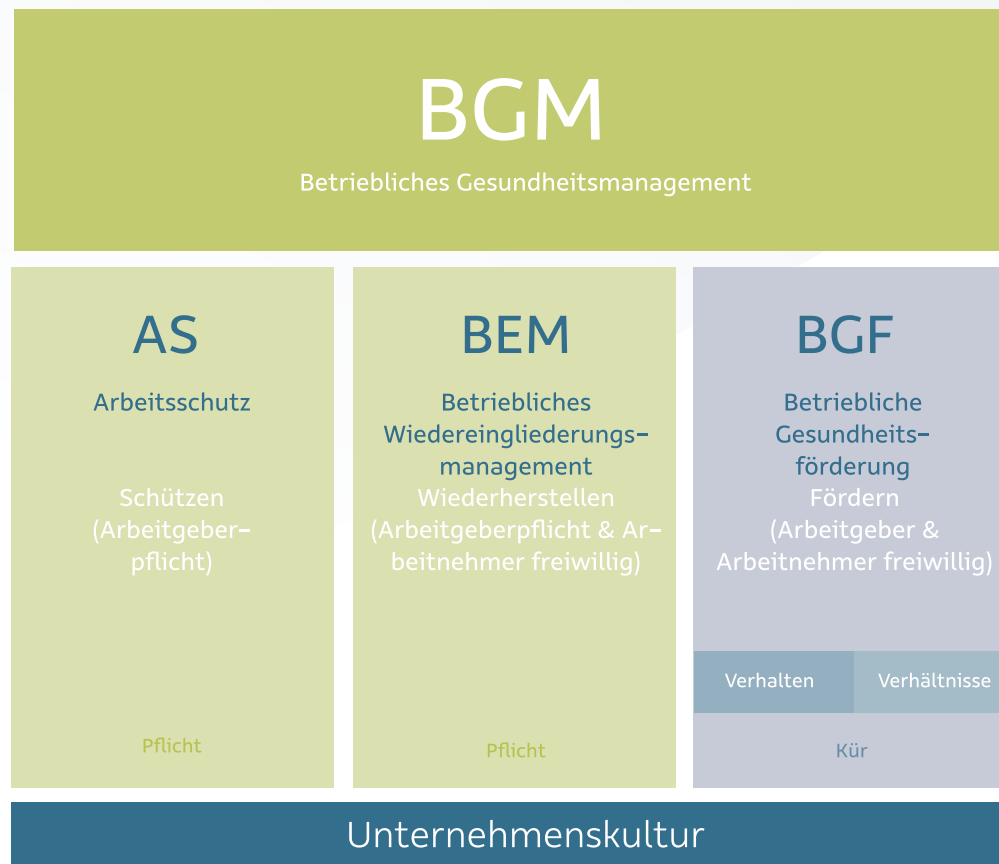 BGM
Betriebliches Gesundheitsmanagement
AS
Arbeitsschutz
Schützen
(Arbeitgeber-
pflicht)
Pflicht
BEM
Betriebliches
Wiedereingliederungs-
management
Wiederherstellen
(Arbeitgeberpflicht & Ar-
beitnehmer freiwillig)
Pflicht
BGF
Betriebliche
Gesundheits-
förderung
Fördern
(Arbeitgeber &
Arbeitnehmer freiwillig)
Verhalten
Verhältnisse
Kür
Unternehmenskultur